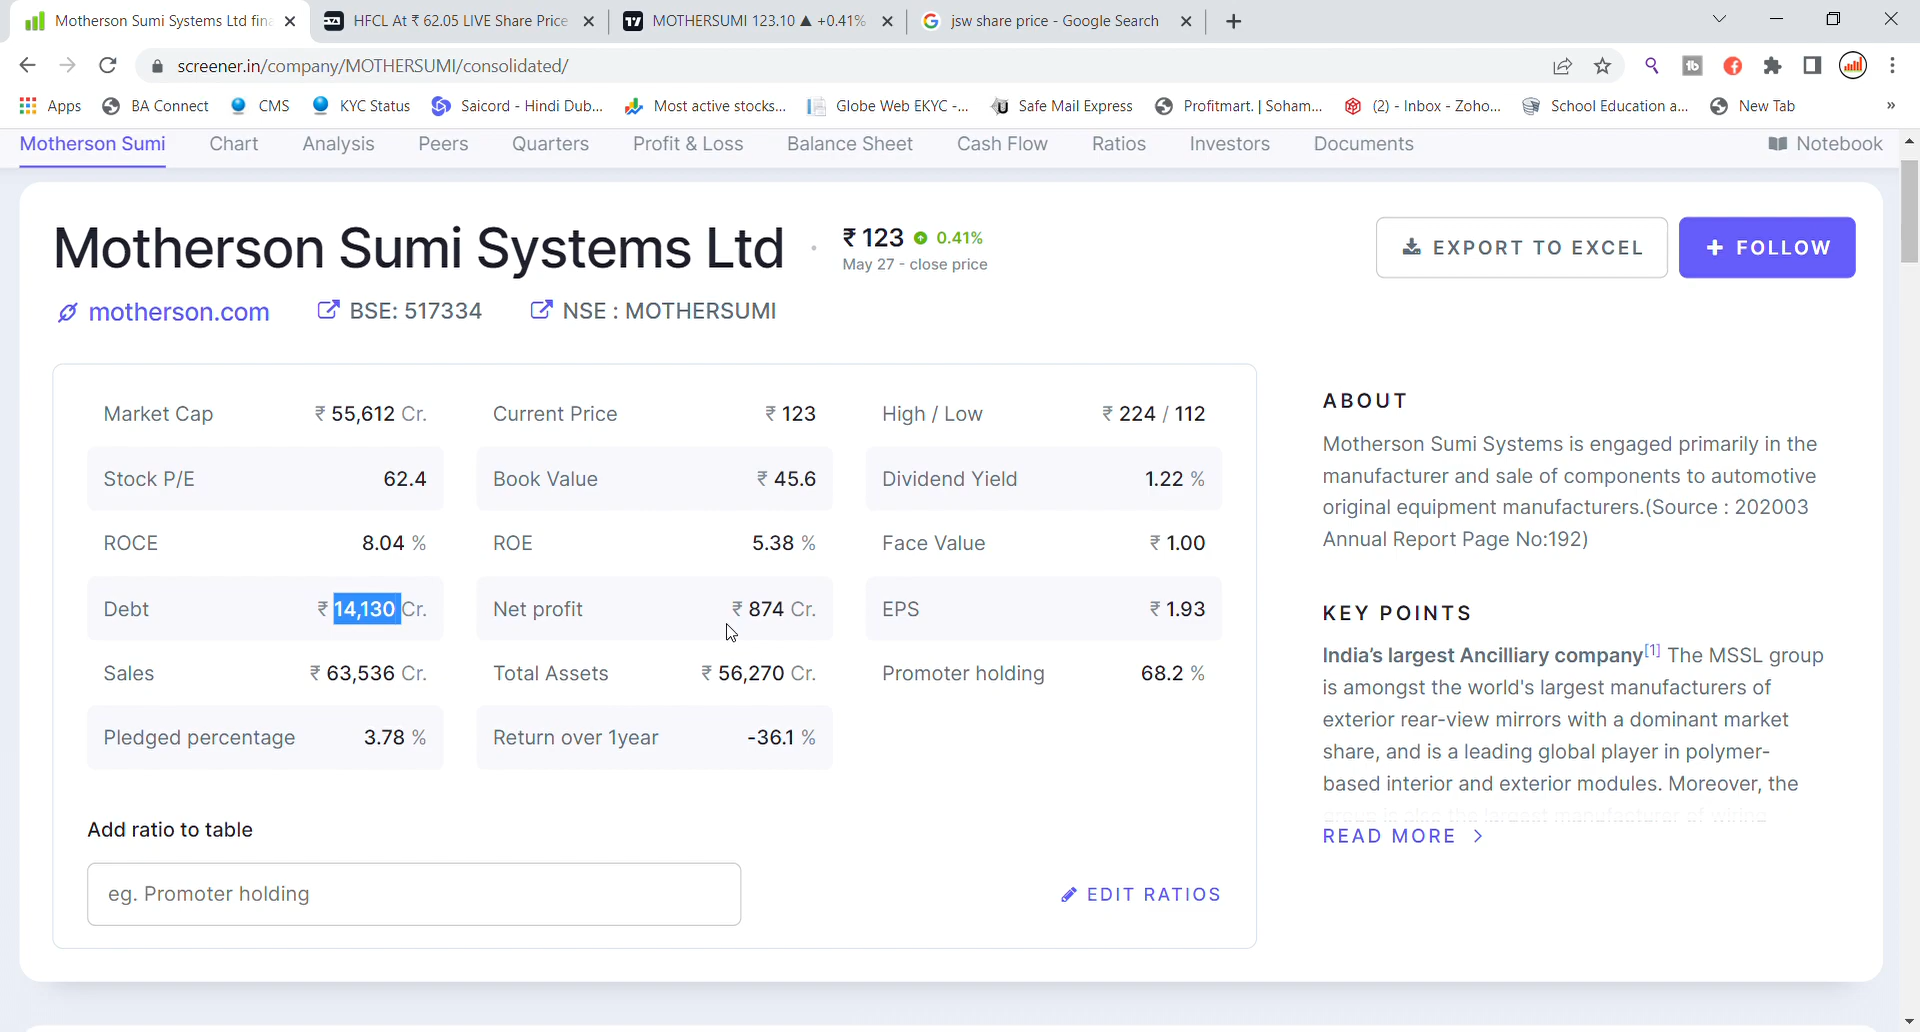 Motherson Sumi Systems Ltd fina
HFCL At ₹ 62.05 LIVE Share Price
MOTHERSUMI 123.10 ▲ +0.41%
jsw share price - Google Search
screener.in/company/MOTHERSUMI/consolidated/
Apps
BA Connect
CMS
KYC Status
Saicord - Hindi Dub...
Most active stocks...
Globe Web EKYC -...
Safe Mail Express
Profitmart. | Soham...
(2) - Inbox - Zoho...
School Education a...
New Tab
»
Motherson Sumi
Chart
Analysis
Peers
Quarters
Profit & Loss
Balance Sheet
Cash Flow
Ratios
Investors
Documents
Notebook
Motherson Sumi Systems Ltd
₹ 123 0.41%
May 27 - close price
EXPORT TO EXCEL
+ FOLLOW
motherson.com
BSE: 517334
NSE : MOTHERSUMI
Market Cap ₹ 55,612 Cr.
Current Price ₹ 123
High / Low ₹ 224 / 112
Stock P/E 62.4
Book Value ₹ 45.6
Dividend Yield 1.22 %
ROCE 8.04 %
ROE 5.38 %
Face Value ₹ 1.00
Debt ₹ 14,130 Cr.
Net profit ₹ 874 Cr.
EPS ₹ 1.93
Sales ₹ 63,536 Cr.
Total Assets ₹ 56,270 Cr.
Promoter holding 68.2 %
Pledged percentage 3.78 %
Return over 1year -36.1 %
Add ratio to table
eg. Promoter holding
EDIT RATIOS
ABOUT
Motherson Sumi Systems is engaged primarily in the
manufacturer and sale of components to automotive
original equipment manufacturers.(Source : 202003
Annual Report Page No:192)
KEY POINTS
India's largest Ancilliary company[1] The MSSL group
is amongst the world's largest manufacturers of
exterior rear-view mirrors with a dominant market
share, and is a leading global player in polymer-
based interior and exterior modules. Moreover, the
group is also the largest manufacturer of wiring
READ MORE >